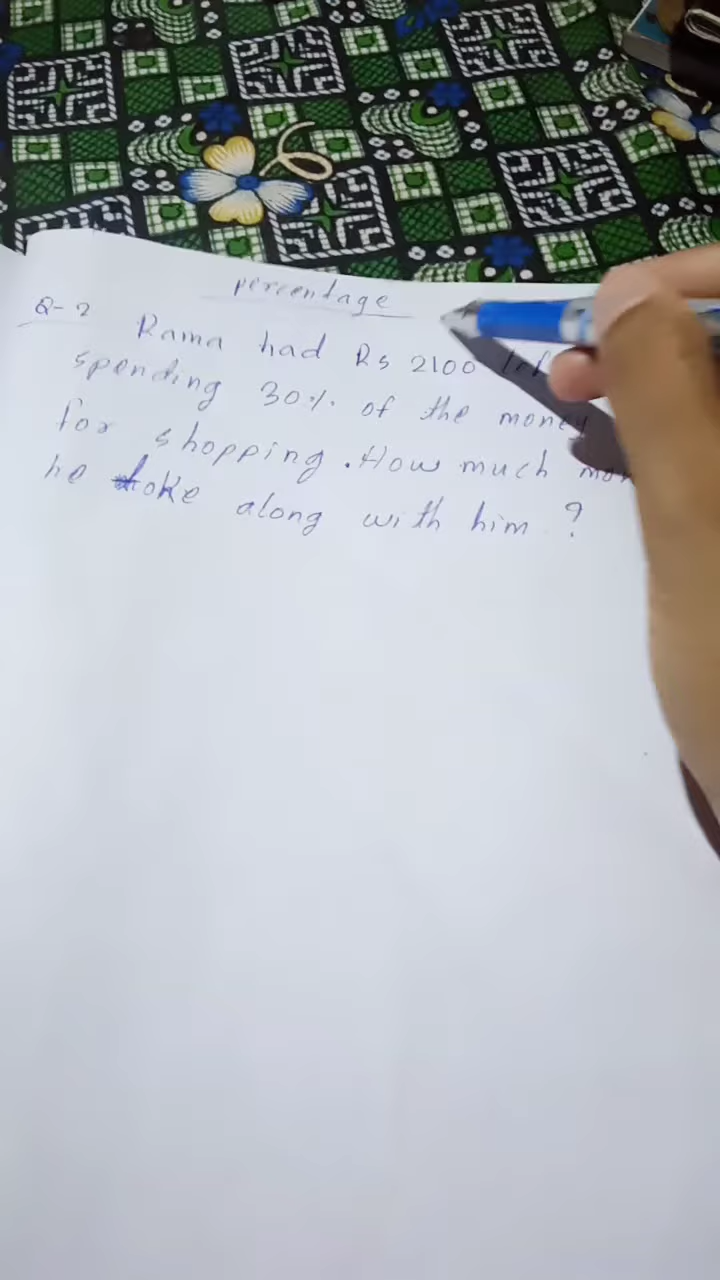 percentage
Q-2 Rama had Rs 2100
spending 30% of the money
for shopping. How much
he toke along with him ?